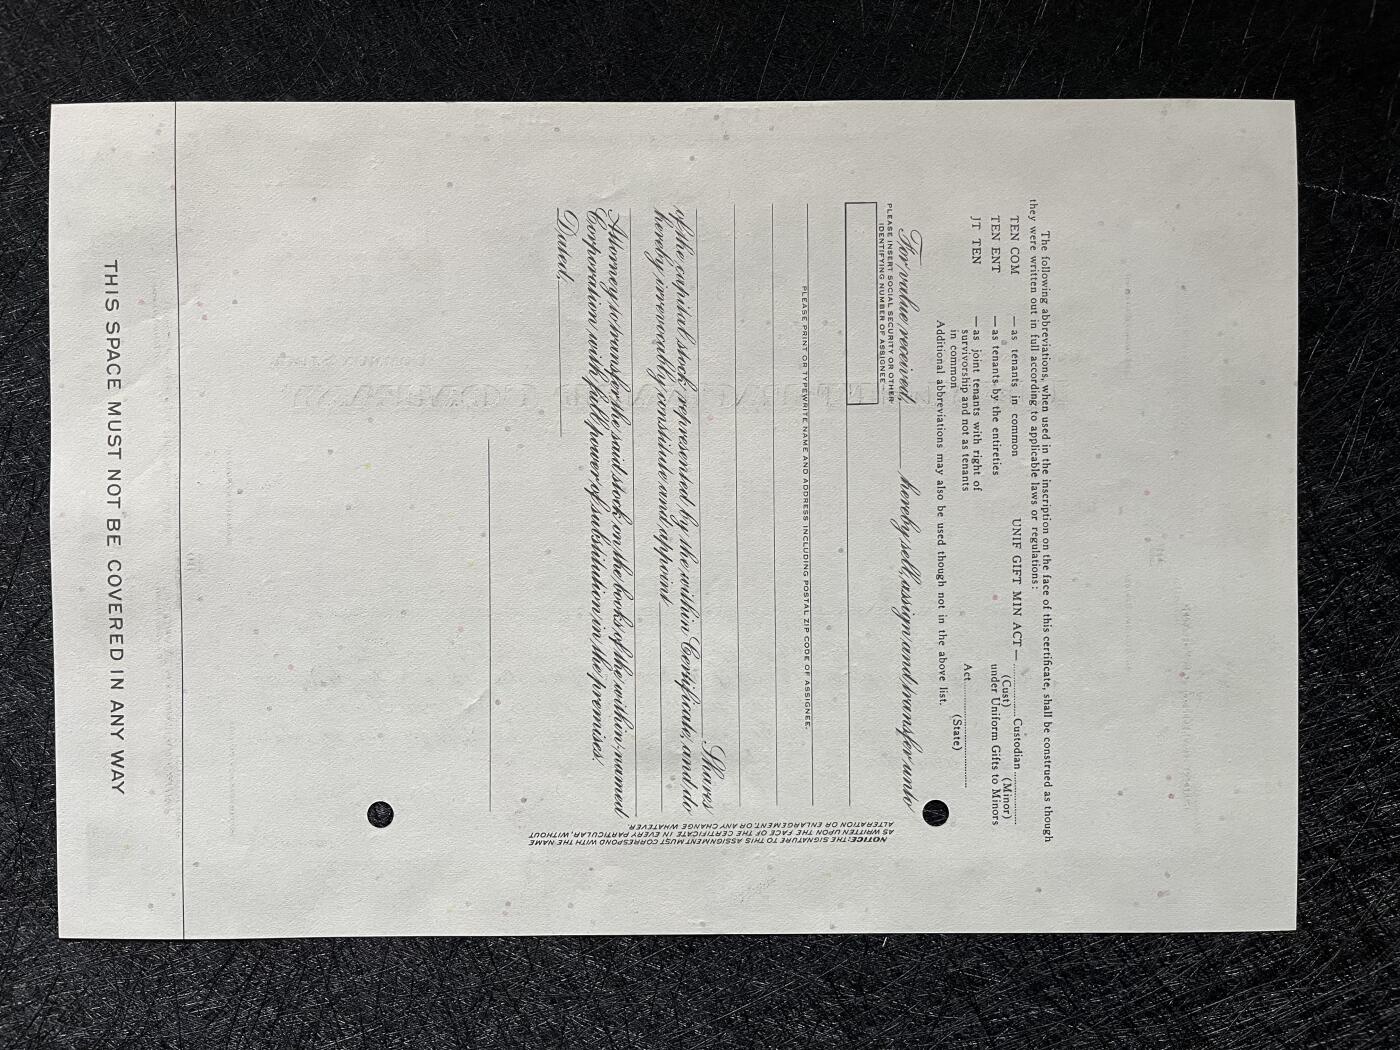 The following abbreviations, when used in the inscription on the face of this certificate, shall be construed as though
they were written out in full according to applicable laws or regulations:
TEN COM — as tenants in common UNIF GIFT MIN ACT — ............ Custodian ............
(Cust) (Minor)
TEN ENT — as tenants by the entireties under Uniform Gifts to Minors
JT TEN — as joint tenants with right of Act ........................
survivorship and not as tenants (State)
in common
Additional abbreviations may also be used though not in the above list.
For value received, hereby sell, assign and transfer unto
PLEASE INSERT SOCIAL SECURITY OR OTHER
IDENTIFYING NUMBER OF ASSIGNEE
PLEASE PRINT OR TYPEWRITE NAME AND ADDRESS INCLUDING POSTAL ZIP CODE OF ASSIGNEE.
Shares
of the capital stock represented by the within Certificate, and do
hereby irrevocably constitute and appoint
Attorney to transfer the said stock on the books of the within-named
Corporation with full power of substitution in the premises.
Dated,
NOTICE: THE SIGNATURE TO THIS ASSIGNMENT MUST CORRESPOND WITH THE NAME
AS WRITTEN UPON THE FACE OF THE CERTIFICATE IN EVERY PARTICULAR, WITHOUT
ALTERATION OR ENLARGEMENT, OR ANY CHANGE WHATEVER.
THIS SPACE MUST NOT BE COVERED IN ANY WAY